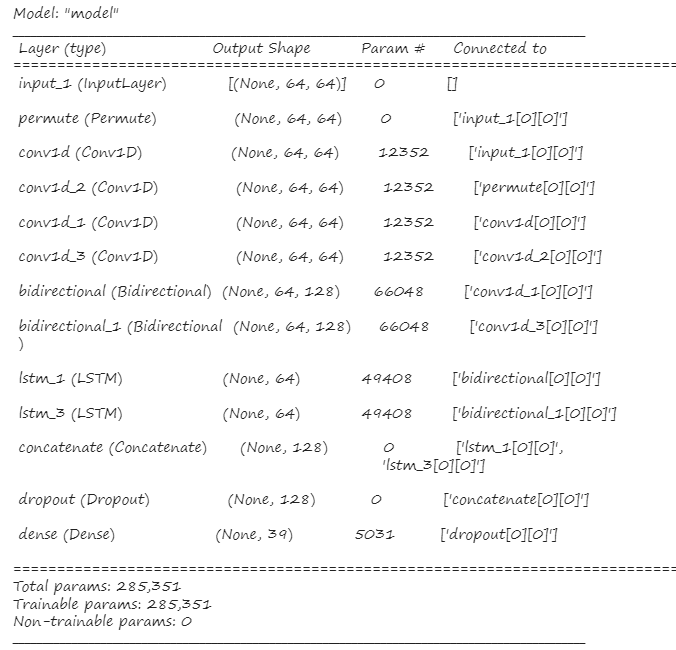 Model: "model"
Layer (type) Output Shape Param # Connected to
input_1 (InputLayer) [(None, 64, 64)] 0 []
permute (Permute) (None, 64, 64) 0 ['input_1[0][0]']
conv1d (Conv1D) (None, 64, 64) 12352 ['input_1[0][0]']
conv1d_2 (Conv1D) (None, 64, 64) 12352 ['permute[0][0]']
conv1d_1 (Conv1D) (None, 64, 64) 12352 ['conv1d[0][0]']
conv1d_3 (Conv1D) (None, 64, 64) 12352 ['conv1d_2[0][0]']
bidirectional (Bidirectional) (None, 64, 128) 66048 ['conv1d_1[0][0]']
bidirectional_1 (Bidirectional (None, 64, 128) 66048 ['conv1d_3[0][0]']
)
lstm_1 (LSTM) (None, 64) 49408 ['bidirectional[0][0]']
lstm_3 (LSTM) (None, 64) 49408 ['bidirectional_1[0][0]']
concatenate (Concatenate) (None, 128) 0 ['lstm_1[0][0]',
'lstm_3[0][0]']
dropout (Dropout) (None, 128) 0 ['concatenate[0][0]']
dense (Dense) (None, 39) 5031 ['dropout[0][0]']
Total params: 285,351
Trainable params: 285,351
Non-trainable params: 0